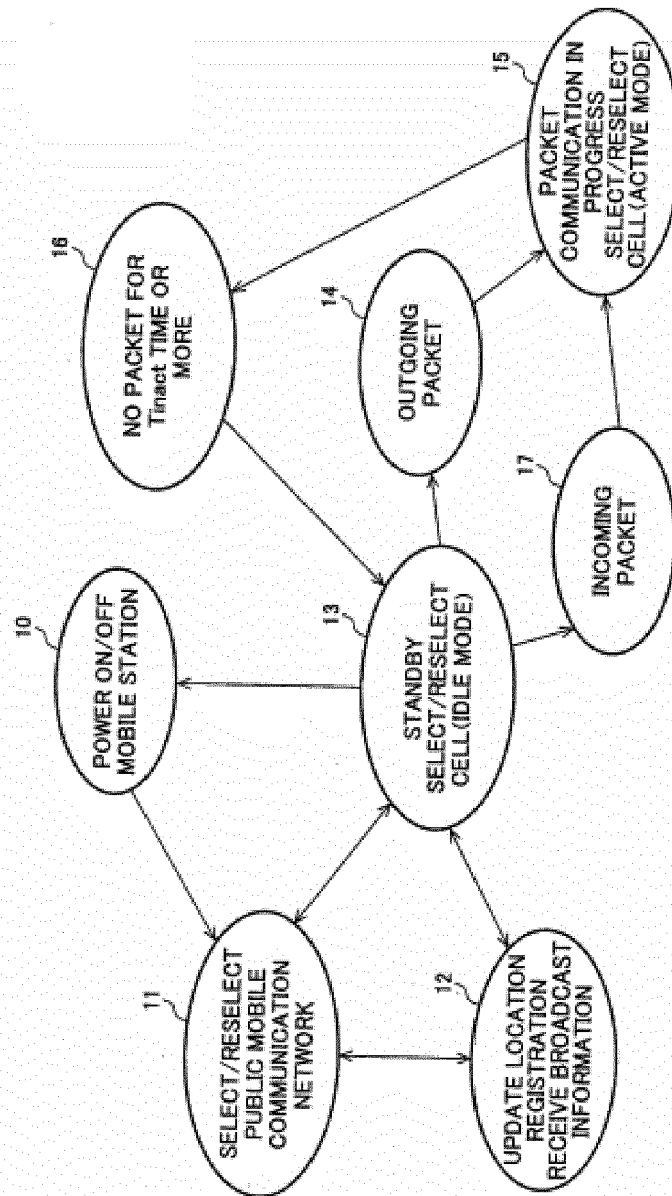 10
POWER ON/OFF
MOBILE STATION
11
SELECT/RESELECT
PUBLIC MOBILE
COMMUNICATION
NETWORK
12
UPDATE LOCATION
REGISTRATION
RECEIVE BROADCAST
INFORMATION
13
STANDBY
SELECT/RESELECT
CELL(IDLE MODE)
14
OUTGOING
PACKET
15
PACKET
COMMUNICATION IN
PROGRESS
SELECT/RESELECT
CELL(ACTIVE MODE)
16
NO PACKET FOR
Tinact TIME OR
MORE
17
INCOMING
PACKET